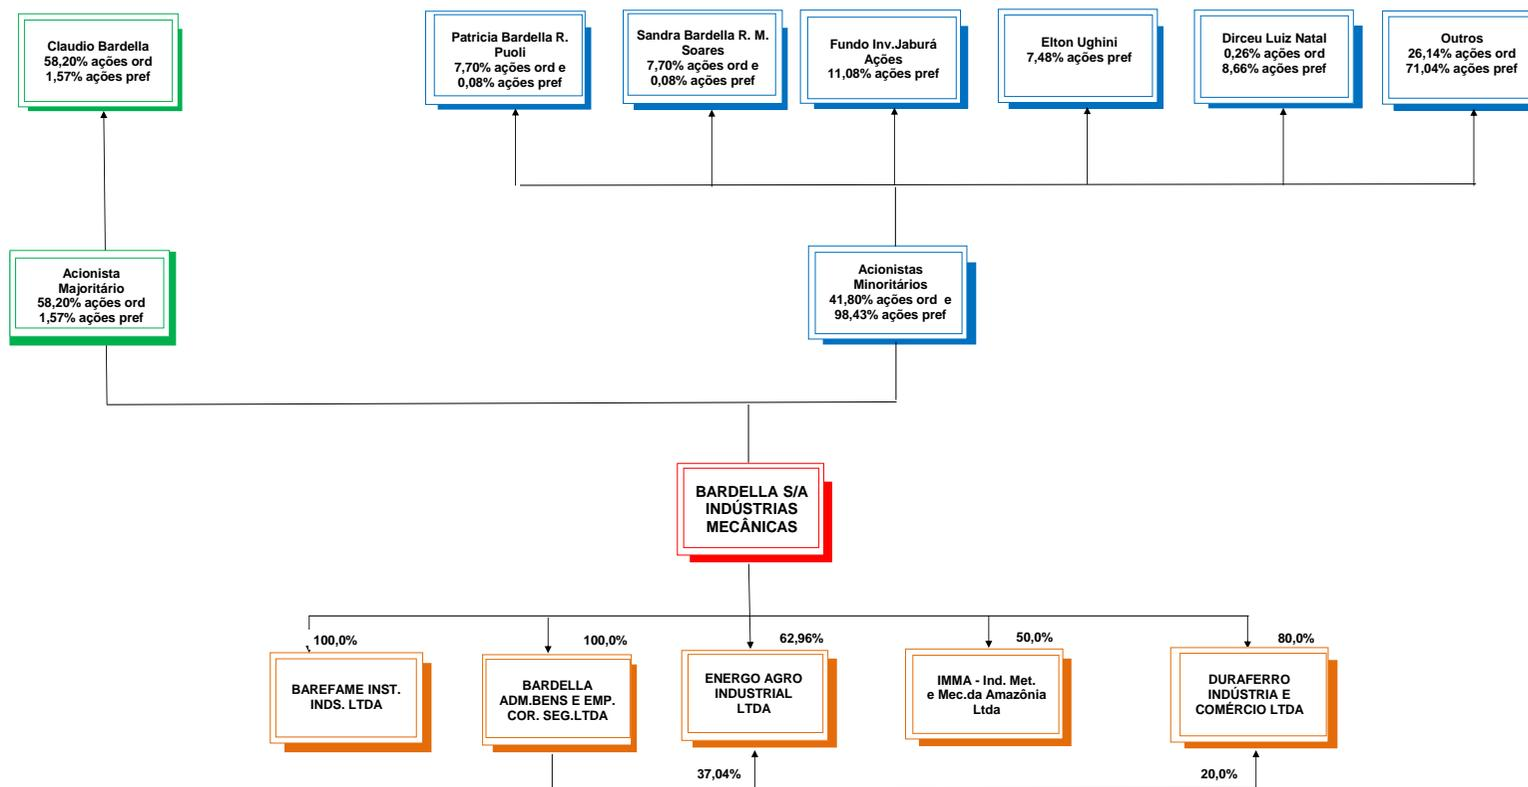 Claudio Bardella
58,20% ações ord
1,57% ações pref
Patricia Bardella R.
Puoli
7,70% ações ord e
0,08% ações pref
Sandra Bardella R. M.
Soares
7,70% ações ord e
0,08% ações pref
Fundo Inv.Jaburá
Ações
11,08% ações pref
Elton Ughini
7,48% ações pref
Dirceu Luiz Natal
0,26% ações ord
8,66% ações pref
Outros
26,14% ações ord
71,04% ações pref
Acionista
Majoritário
58,20% ações ord
1,57% ações pref
Acionistas
Minoritários
41,80% ações ord e
98,43% ações pref
BARDELLA S/A
INDÚSTRIAS
MECÂNICAS
100,0%
100,0%
62,96%
50,0%
80,0%
BAREFAME INST.
INDS. LTDA
BARDELLA
ADM.BENS E EMP.
COR. SEG.LTDA
ENERGO AGRO
INDUSTRIAL
LTDA
IMMA - Ind. Met.
e Mec.da Amazônia
Ltda
DURAFERRO
INDÚSTRIA E
COMÉRCIO LTDA
37,04%
20,0%